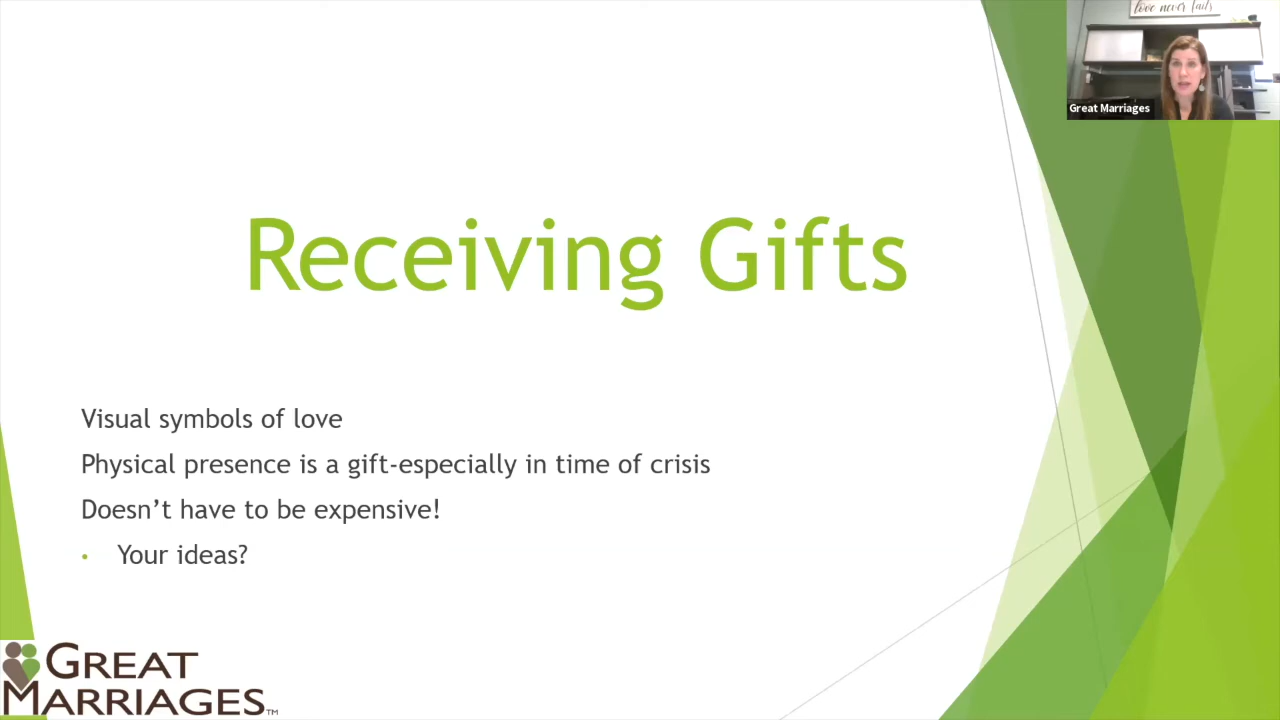 love never fails
Great Marriages
Receiving Gifts
Visual symbols of love
Physical presence is a gift-especially in time of crisis
Doesn’t have to be expensive!
• Your ideas?
GREAT
MARRIAGES™